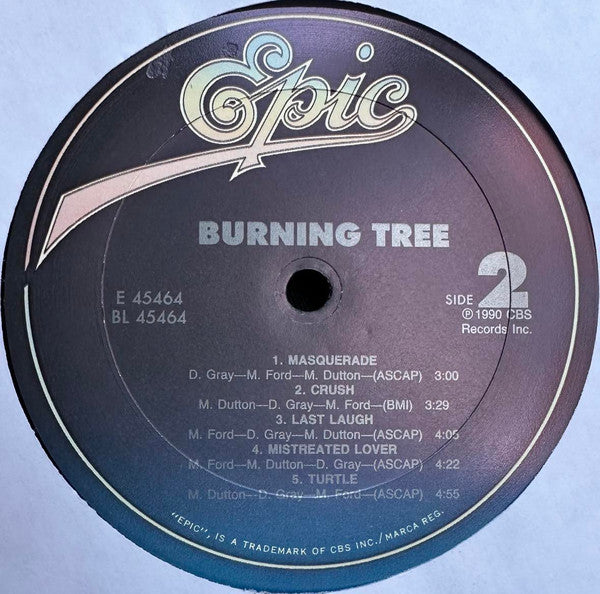 Epic
BURNING TREE
E 45464
BL 45464
SIDE 2
℗ 1990 CBS
Records Inc.
1. MASQUERADE
D. Gray—M. Ford—M. Dutton—(ASCAP) 3:00
2. CRUSH
M. Dutton—D. Gray—M. Ford—(BMI) 3:29
3. LAST LAUGH
M. Ford—D. Gray—M. Dutton—(ASCAP) 4:05
4. MISTREATED LOVER
M. Ford—M. Dutton—D. Gray—(ASCAP) 4:22
5. TURTLE
M. Dutton—D. Gray—M. Ford—(ASCAP) 4:55
"EPIC", IS A TRADEMARK OF CBS INC./MARCA REG.